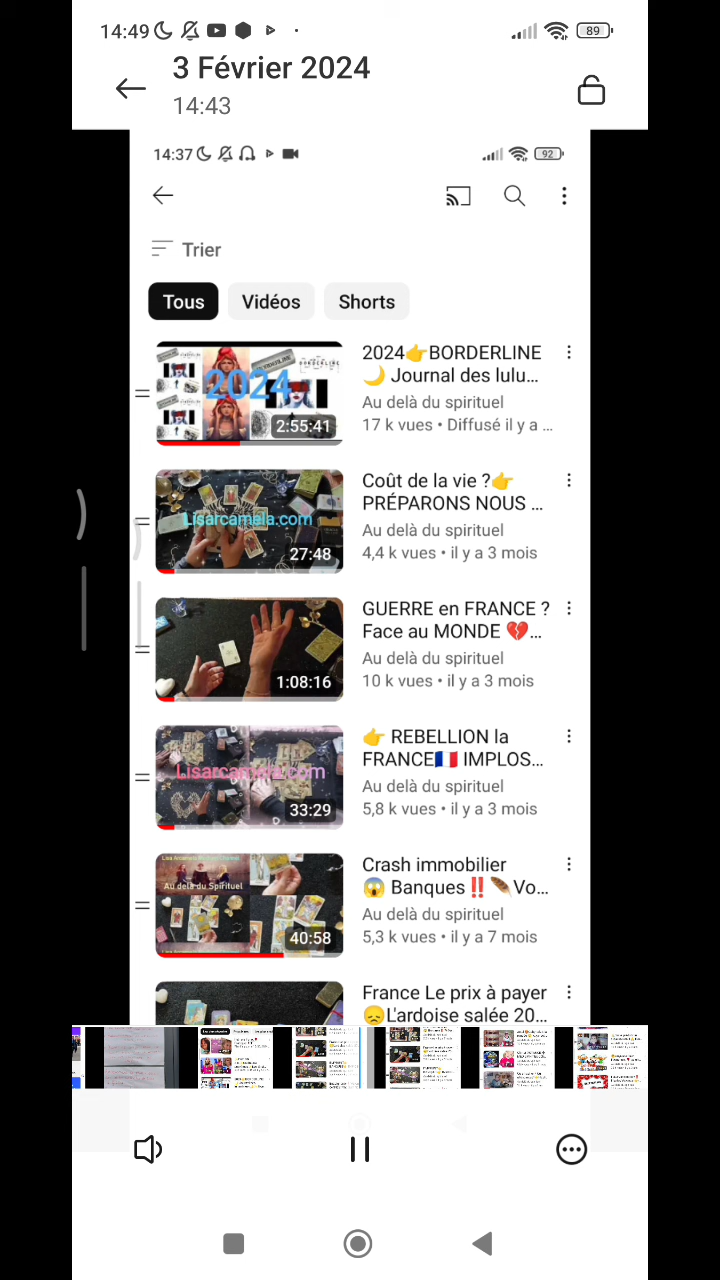 14:49
89
3 Février 2024
14:43
14:37
92
Trier
Tous
Vidéos
Shorts
2024
2:55:41
2024👉BORDERLINE
🌙 Journal des lulu...
Au delà du spirituel
17 k vues • Diffusé il y a ...
Lisarcamela.com
27:48
Coût de la vie ?👉
PRÉPARONS NOUS ...
Au delà du spirituel
4,4 k vues • il y a 3 mois
1:08:16
GUERRE en FRANCE ?
Face au MONDE 💔...
Au delà du spirituel
10 k vues • il y a 3 mois
Lisarcamela.com
33:29
👉 REBELLION la
FRANCE🇫🇷 IMPLOS...
Au delà du spirituel
5,8 k vues • il y a 3 mois
Au delà du Spirituel
40:58
Crash immobilier
😱 Banques‼️🪶Vo...
Au delà du spirituel
5,3 k vues • il y a 7 mois
France Le prix à payer
😞L'ardoise salée 20...